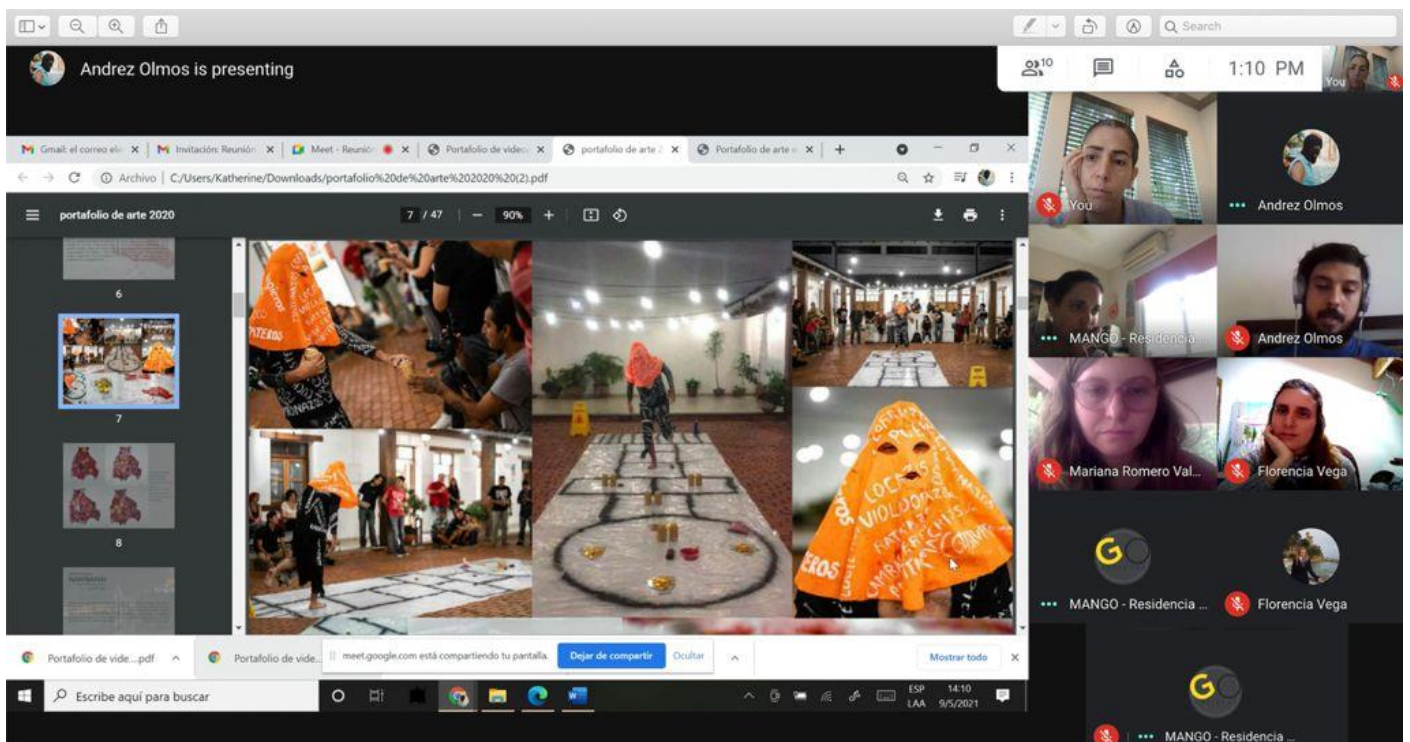 Search
Andrez Olmos is presenting
10
1:10 PM
You
Gmail: el correo ele
Invitación: Reunión
Meet - Reunión
Portafolio de video
portafolio de arte 2
Portafolio de arte e
Archivo | C:/Users/Katherine/Downloads/portafolio%20de%20arte%202020%20(2).pdf
portafolio de arte 2020
7 / 47
90%
6
7
8
LOCRXS
EROS
You
Andrez Olmos
MANGO - Residencia ...
Andrez Olmos
Mariana Romero Val...
Florencia Vega
MANGO - Residencia ...
Florencia Vega
MANGO - Residencia ...
Portafolio de vide....pdf
Portafolio de vide...
meet.google.com está compartiendo tu pantalla.
Dejar de compartir
Ocultar
Mostrar todo
Escribe aquí para buscar
ESP
LAA
14:10
9/5/2021